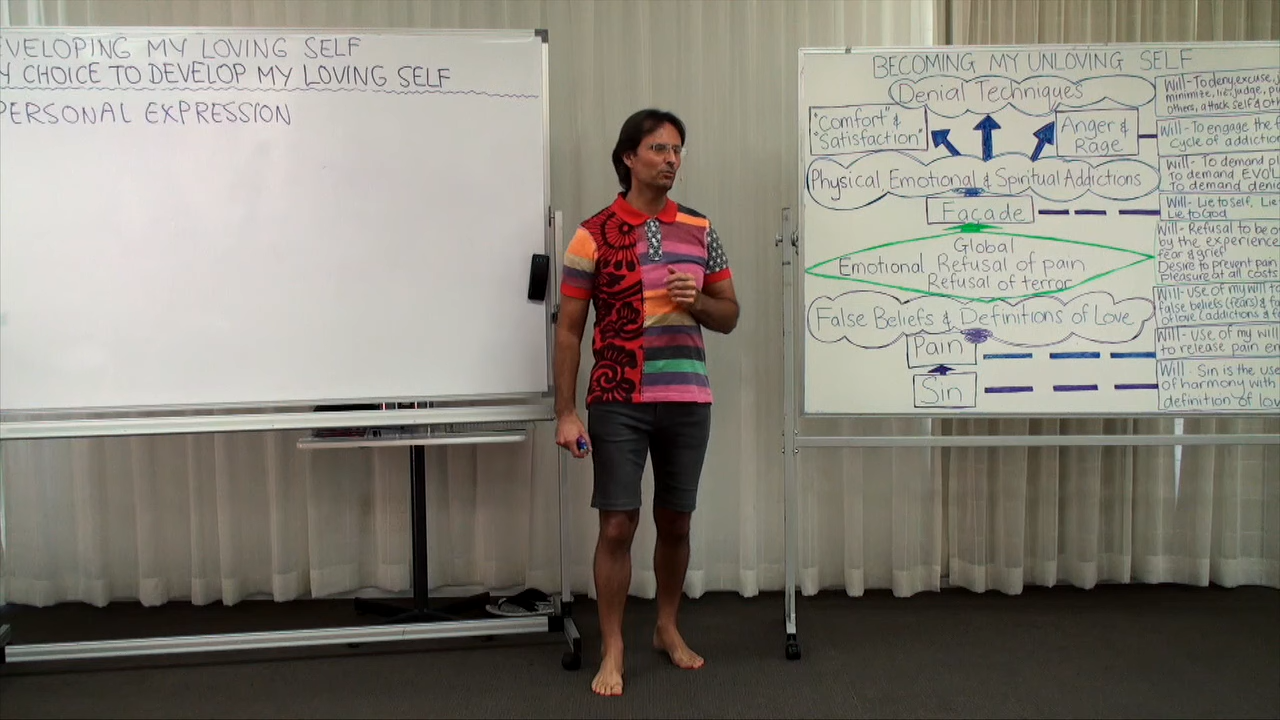 EVELOPING MY LOVING SELF
Y CHOICE TO DEVELOP MY LOVING SELF
PERSONAL EXPRESSION
BECOMING MY UNLOVING SELF
Denial Techniques
"Comfort" &
"Satisfaction"
Anger &
Rage
Physical Emotional & Spiritual Addictions
Façade
Global
Emotional Refusal of pain
Refusal of terror
False Beliefs & Definitions of Love
Pain
Sin
Will - To deny, excuse,
minimize, lie, judge,
others, attack self &
Will - To engage the
cycle of addictio
Will - To demand
to demand EVOL
To demand
Will - Lie to self, Lie
Lie to God
Will - Refusal to be
by the experience
fear & grief
Desire to prevent pain
pleasure at all costs
Will - use of my will to
false beliefs (fears) &
of love (addictions &
Will - use of my will
to release pain
Will - Sin is the use
of harmony with
definition of lov